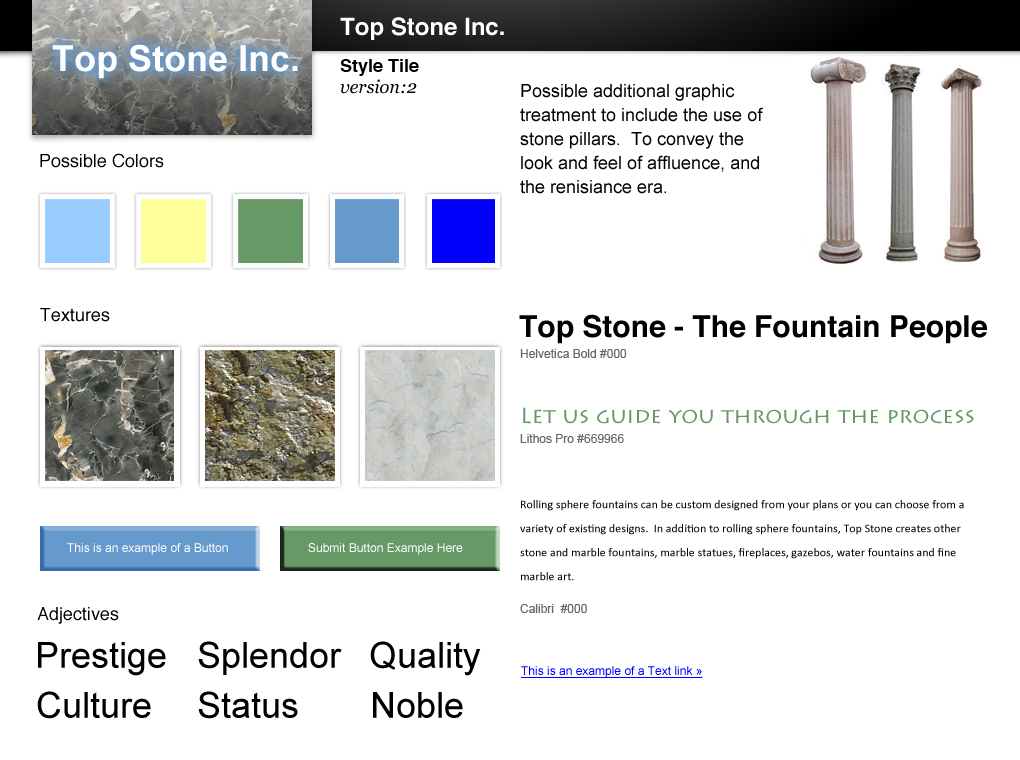 Top Stone Inc.
Top Stone Inc.
Style Tile
version:2
Possible additional graphic
treatment to include the use of
stone pillars.  To convey the
look and feel of affluence, and
the renisiance era.
Possible Colors
Textures
Top Stone - The Fountain People
Helvetica Bold #000
Let us guide you through the process
Lithos Pro #669966
Rolling sphere fountains can be custom designed from your plans or you can choose from a
variety of existing designs.  In addition to rolling sphere fountains, Top Stone creates other
stone and marble fountains, marble statues, fireplaces, gazebos, water fountains and fine
marble art.
Calibri  #000
This is an example of a Button
Submit Button Example Here
Adjectives
Prestige Splendor Quality
Culture Status Noble
This is an example of a Text link »